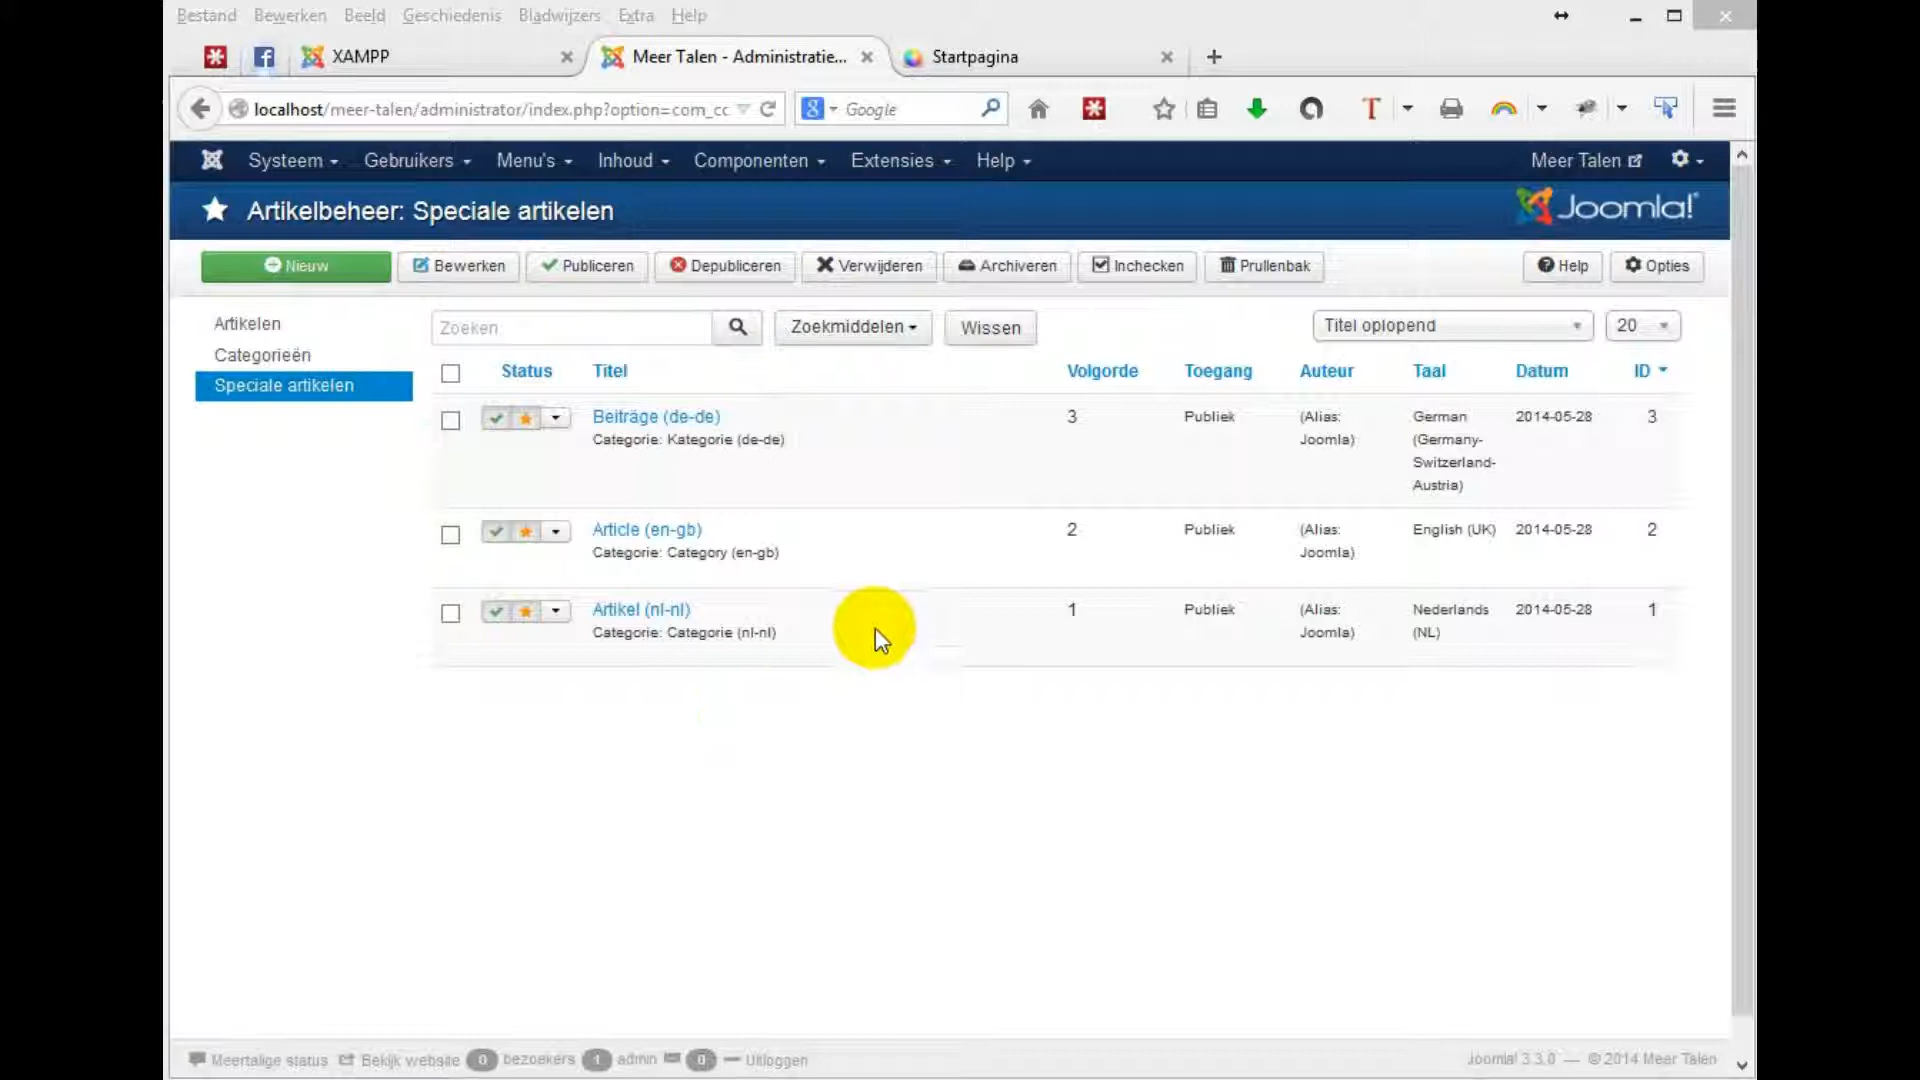 Bestand Bewerken Beeld Geschiedenis Bladwijzers Extra Help
XAMPP Meer Talen - Administratie... Startpagina
localhost/meer-talen/administrator/index.php?option=com_cc Google
Systeem Gebruikers Menu's Inhoud Componenten Extensies Help Meer Talen
Artikelbeheer: Speciale artikelen Joomla!
Nieuw Bewerken Publiceren Depubliceren Verwijderen Archiveren Inchecken Prullenbak Help Opties
Artikelen
Categorieën
Speciale artikelen
Zoeken Zoekmiddelen Wissen Titel oplopend 20
Status Titel Volgorde Toegang Auteur Taal Datum ID
Beiträge (de-de) 3 Publiek (Alias: German 2014-05-28 3
Categorie: Kategorie (de-de) Joomla) (Germany-
Switzerland-
Austria)
Article (en-gb) 2 Publiek (Alias: English (UK) 2014-05-28 2
Categorie: Category (en-gb) Joomla)
Artikel (nl-nl) 1 Publiek (Alias: Nederlands 2014-05-28 1
Categorie: Categorie (nl-nl) Joomla) (NL)
Meertalige status Bekijk website 0 bezoekers 1 admin 0 Uitloggen Joomla! 3.3.0 — © 2014 Meer Talen